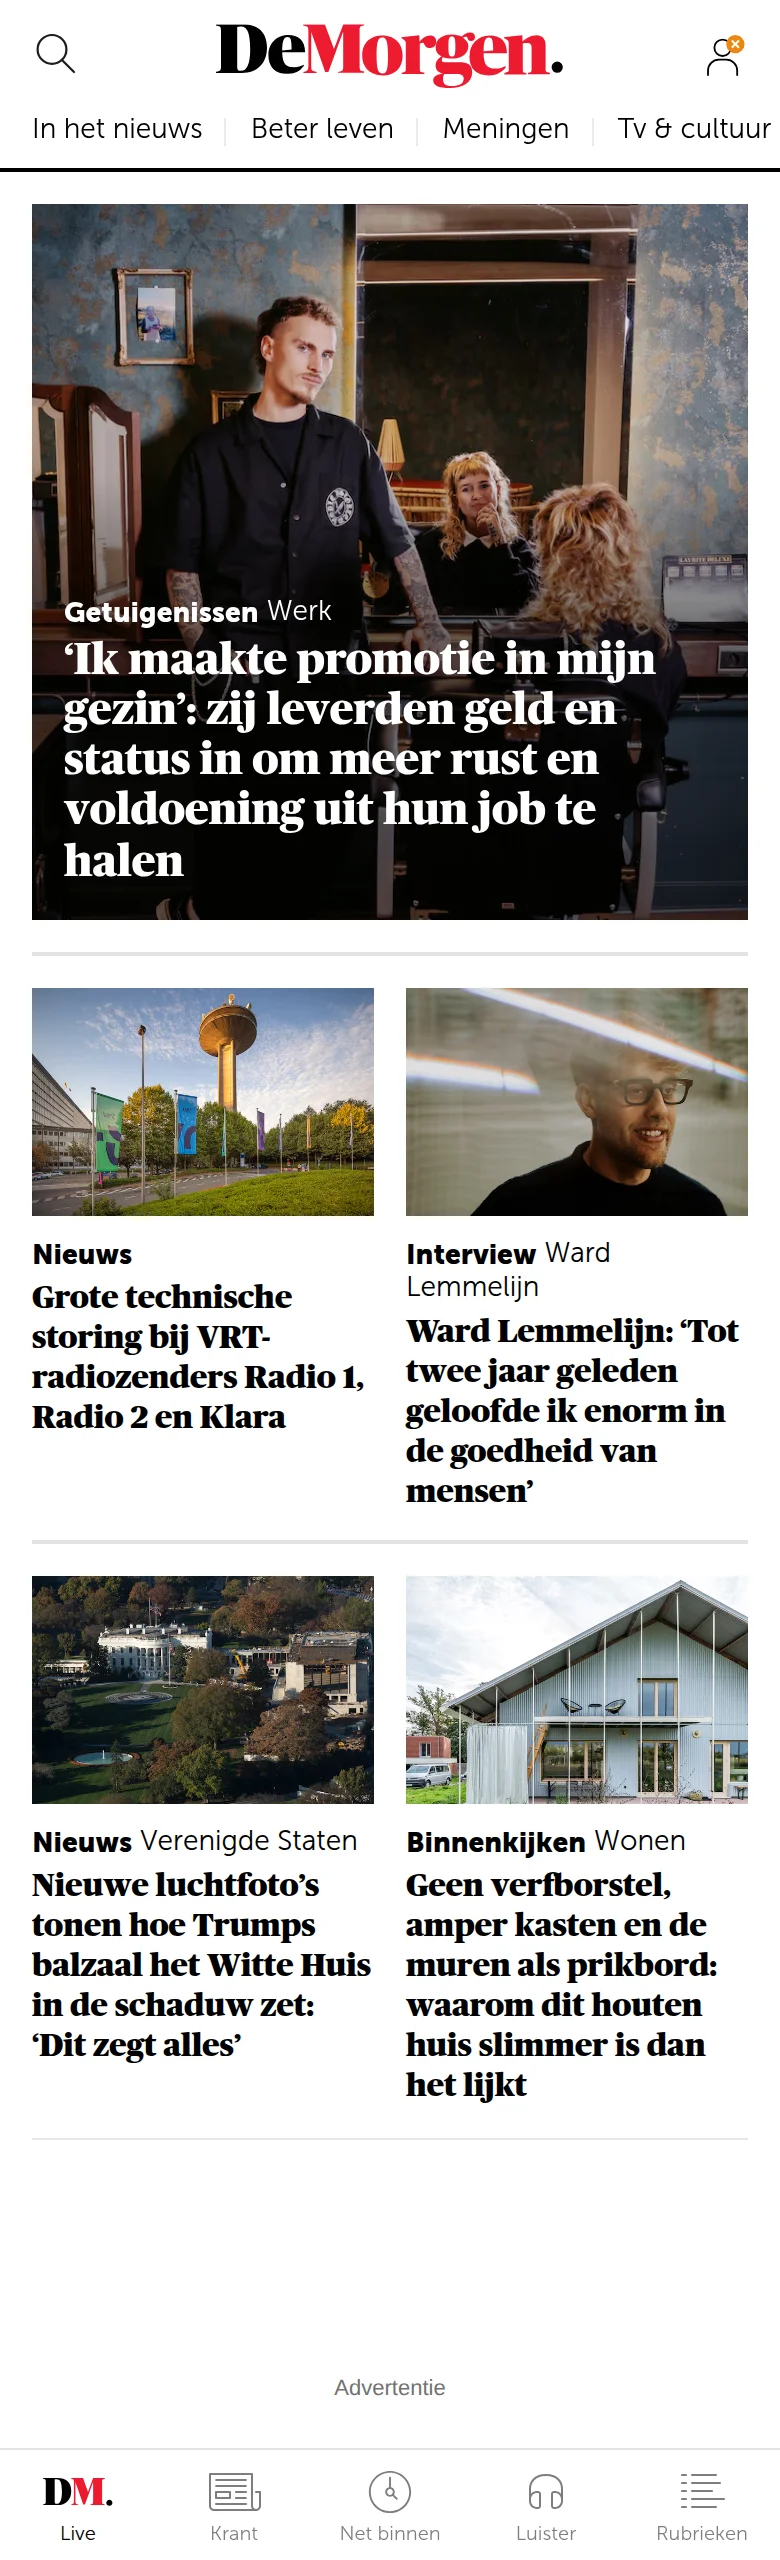 DeMorgen.
In het nieuws
Beter leven
Meningen
Tv & cultuur
Getuigenissen Werk
‘Ik maakte promotie in mijn
gezin’: zij leverden geld en
status in om meer rust en
voldoening uit hun job te
halen
Nieuws
Grote technische
storing bij VRT-
radiozenders Radio 1,
Radio 2 en Klara
Interview Ward
Lemmelijn
Ward Lemmelijn: ‘Tot
twee jaar geleden
geloofde ik enorm in
de goedheid van
mensen’
Nieuws Verenigde Staten
Nieuwe luchtfoto’s
tonen hoe Trumps
balzaal het Witte Huis
in de schaduw zet:
‘Dit zegt alles’
Binnenkijken Wonen
Geen verfborstel,
amper kasten en de
muren als prikbord:
waarom dit houten
huis slimmer is dan
het lijkt
Advertentie
DM.
Live
Krant
Net binnen
Luister
Rubrieken